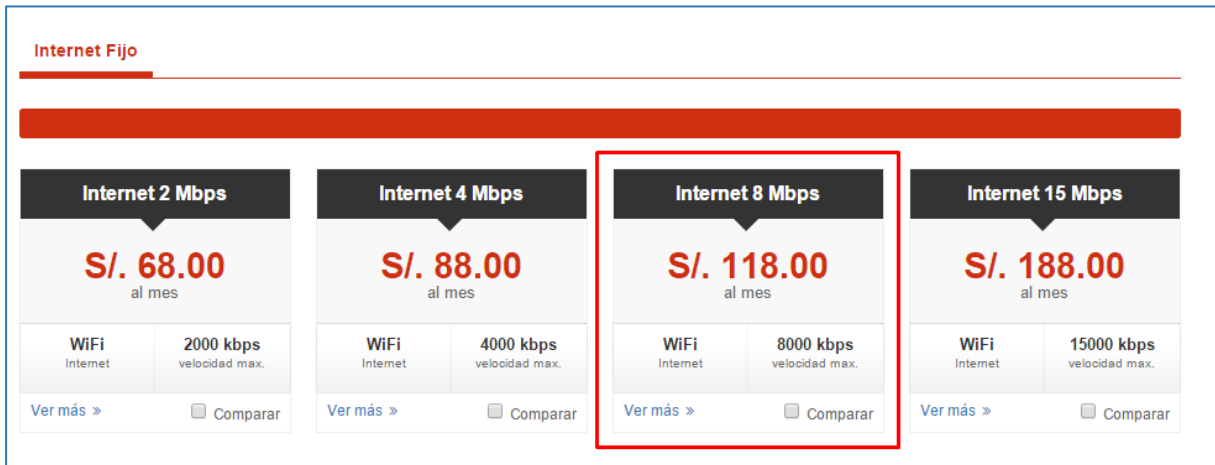 Internet Fijo
Internet 2 Mbps
S/. 68.00
al mes
WiFi
Internet
2000 kbps
velocidad max.
Ver más »
Comparar
Internet 4 Mbps
S/. 88.00
al mes
WiFi
Internet
4000 kbps
velocidad max.
Ver más »
Comparar
Internet 8 Mbps
S/. 118.00
al mes
WiFi
Internet
8000 kbps
velocidad max.
Ver más »
Comparar
Internet 15 Mbps
S/. 188.00
al mes
WiFi
Internet
15000 kbps
velocidad max.
Ver más »
Comparar